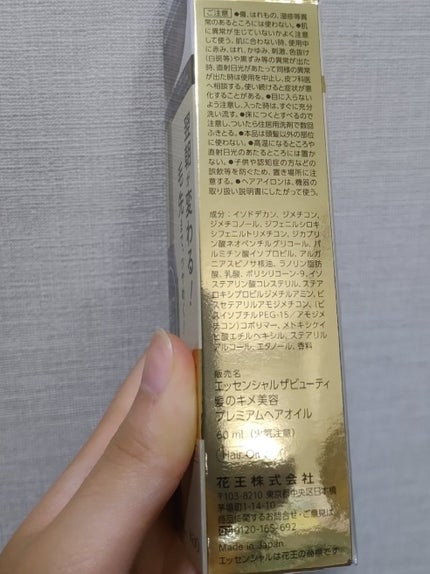 ご注意 ●傷、はれもの、湿疹等異
常のあるところには使わない。●肌
に異常が生じていないかよく注意
して使う。肌に合わない時、使用中
に赤み、はれ、かゆみ、刺激、色抜け
(白斑等)や黒ずみ等の異常が出た
時、直射日光があたって同様の異常
が出た時は使用を中止し、皮フ科医
へ相談する。使い続けると症状が悪
化することがある。●目に入らない
よう注意し、入った時は、すぐに充分
洗い流す。●床につくとすべるので
注意し、ついたら住居用洗剤で数回
ふきとる。●本品は頭髪以外の部位
に使わない。●高温になるところや
直射日光のあたるところには置か
ない。●子供や認知症の方などの
誤飲等を防ぐため、置き場所に注
意する。●ヘアアイロンは、機器の
取り扱い説明書にしたがって使う。
成分:イソドデカン、ジメチコン、
ジメチコノール、ジフェニルシロキ
シフェニルトリメチコン、ジカプリ
ン酸ネオペンチルグリコール、パル
ミチン酸イソプロピル、アルガ
ニアスピノサ核油、ラノリン脂肪
酸、乳酸、ポリシリコーン-9、イソ
ステアリン酸コレステリル、ステア
ロキシプロピルジメチルアミン、ビ
スセテアリルアモジメチコン、(ビ
スイソブチルPEG-15/アモジメ
チコン)コポリマー、メトキシケイ
ヒ酸エチルヘキシル、ステアリル
アルコール、エタノール、香料
販売名
エッセンシャルザビューティ
髪のキメ美容
プレミアムヘアオイル
60ml (火気注意)
Hair Oil
花王株式会社
〒103-8210 東京都中央区日本橋
茅場町1-14-10
商品に関するお問合せ・ご意見は
0120-165-692
Made in Japan
エッセンシャルは花王の商標です